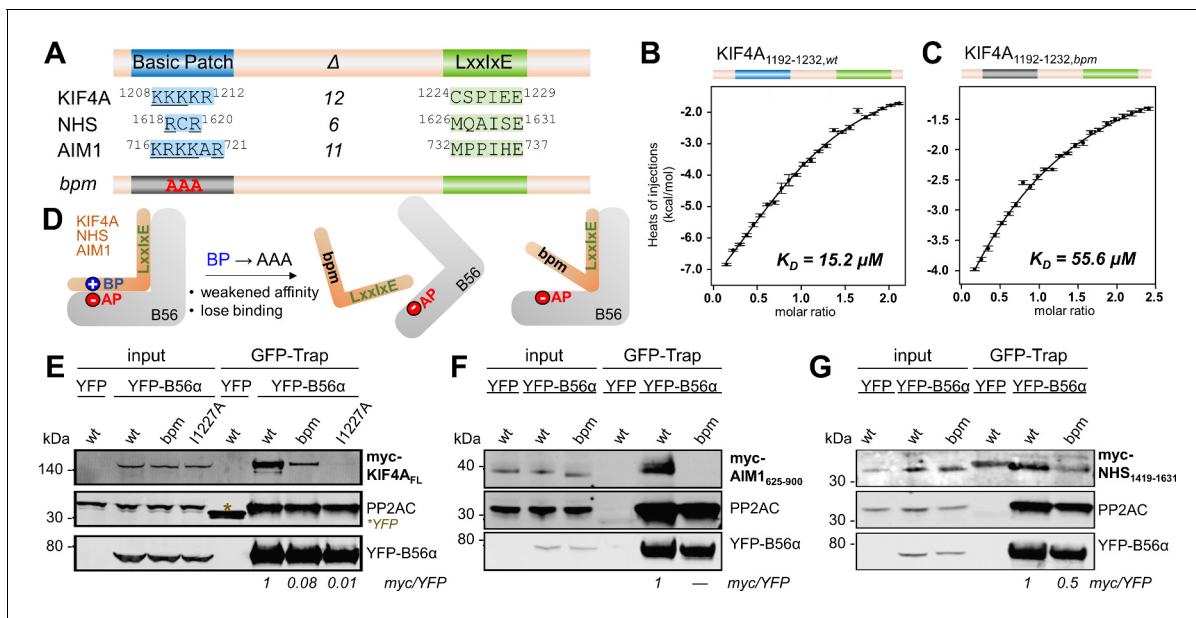 A
Basic Patch Δ LxxIxE
KIF4A 1208KKKKR1212 12 1224CSPIEE1229
NHS 1618RCR1620 6 1626MQAISE1631
AIM1 716KRKKAR721 11 732MPPIHE737
bpm AAA
B
KIF4A1192-1232,wt
Heats of injections
(kcal/mol)
-2.0
-3.0
-4.0
-5.0
-6.0
-7.0
KD = 15.2 µM
0.0 0.5 1.0 1.5 2.0
molar ratio
C
KIF4A1192-1232,bpm
-1.5
-2.0
-2.5
-3.0
-3.5
-4.0
KD = 55.6 µM
0.0 0.5 1.0 1.5 2.0 2.5
molar ratio
D
KIF4A
NHS
AIM1
LxxIxE
+ BP
- AP
B56
BP → AAA
• weakened affinity
• lose binding
bpm
LxxIxE
- AP
B56
bpm
LxxIxE
- AP
B56
E
input GFP-Trap
YFP YFP-B56α YFP YFP-B56α
wt wt bpm I1227A wt wt bpm I1227A
kDa
140
myc-
KIF4AFL
30
*
PP2AC
*YFP
80
YFP-B56α
1 0.08 0.01 myc/YFP
F
input GFP-Trap
YFP YFP-B56α YFP YFP-B56α
wt wt bpm wt wt bpm
kDa
40
myc-
AIM1625-900
30
PP2AC
80
YFP-B56α
1 — myc/YFP
G
input GFP-Trap
YFP YFP-B56α YFP YFP-B56α
wt wt bpm wt wt bpm
kDa
40
myc-
NHS1419-1631
30
PP2AC
80
YFP-B56α
1 0.5 myc/YFP